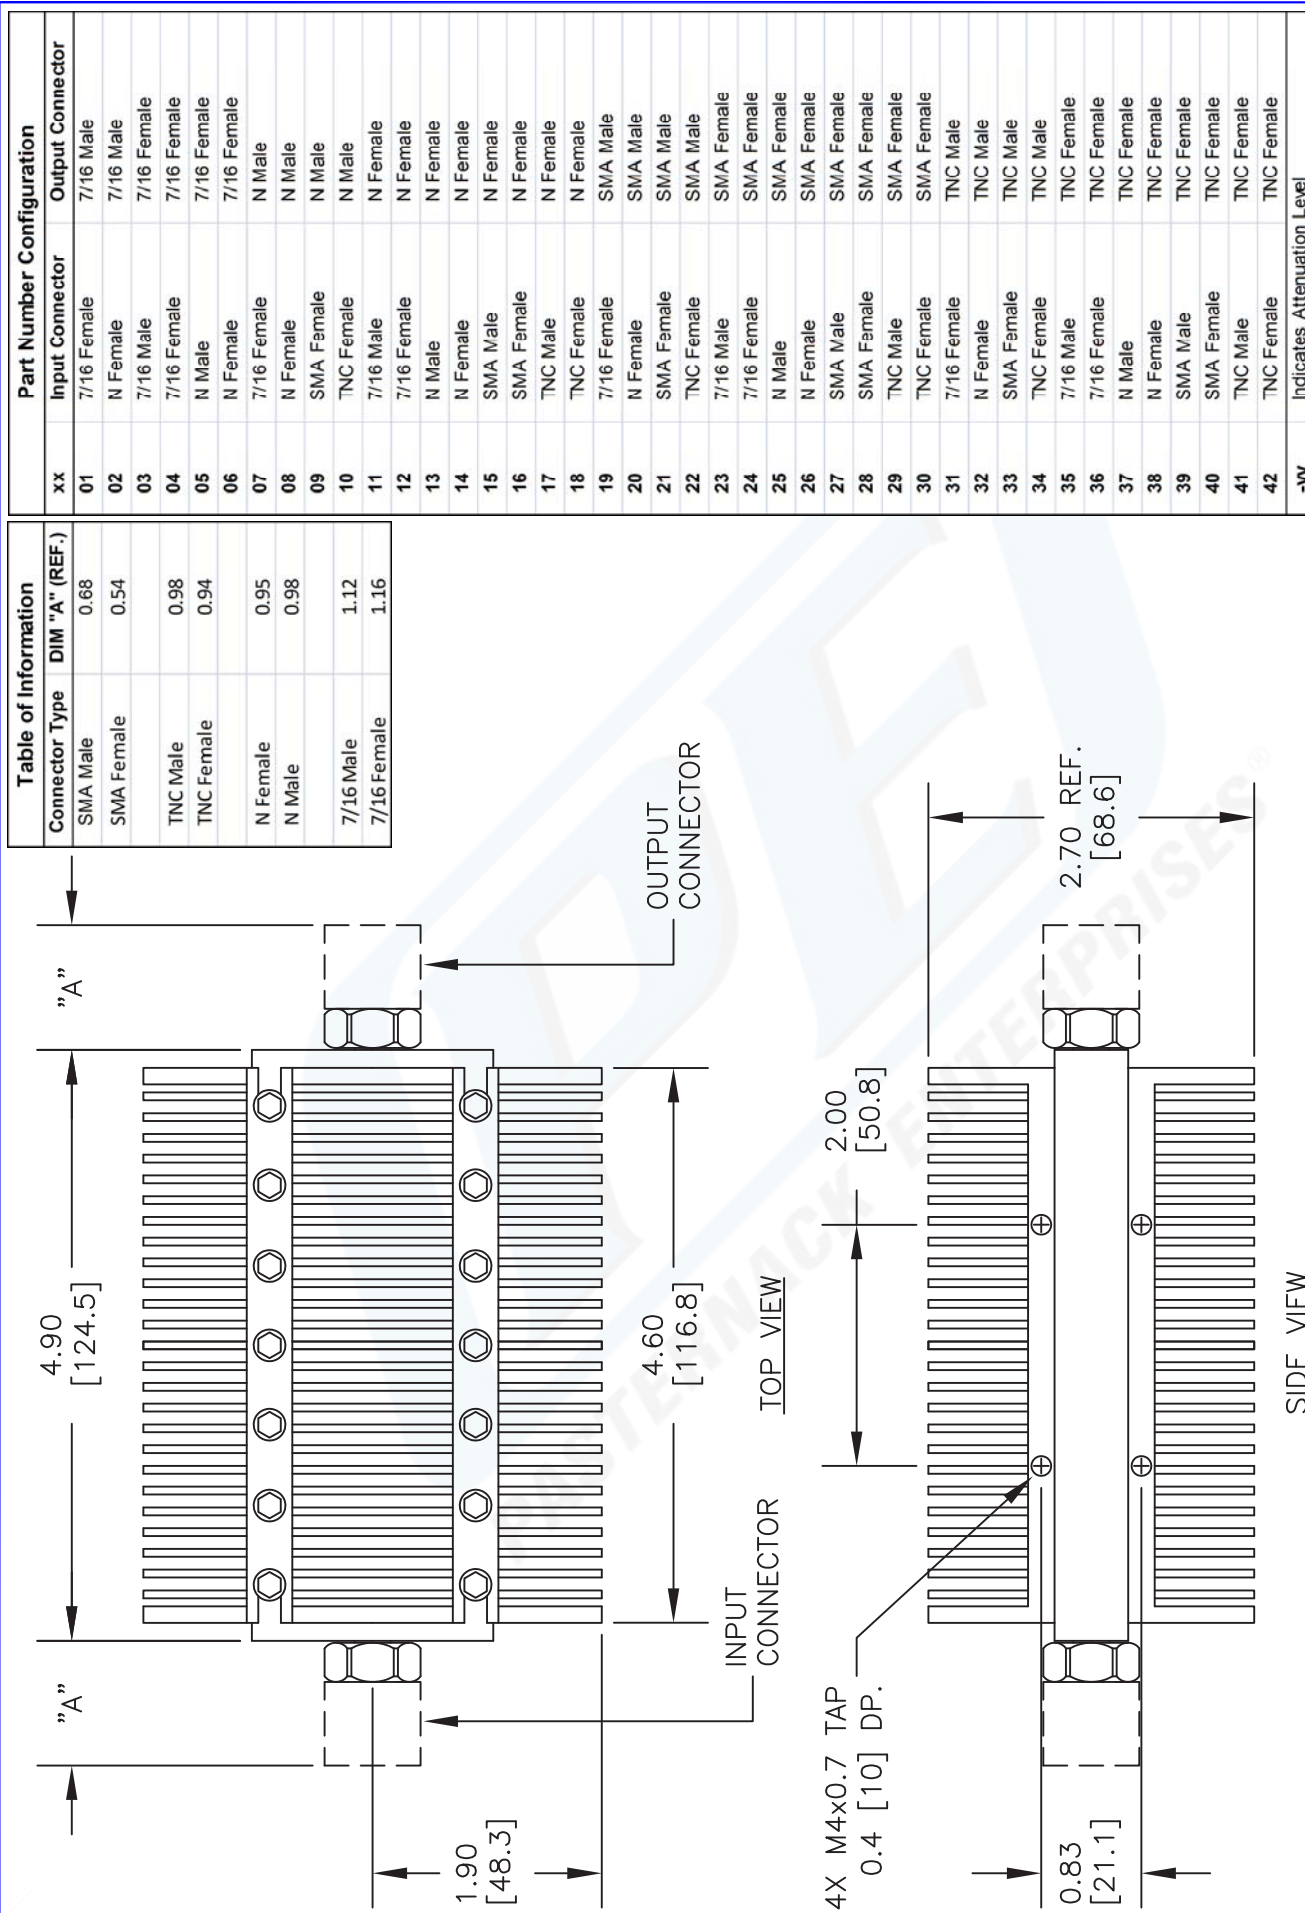 Table of Information
Connector Type DIM "A" (REF.)
SMA Male 0.68
SMA Female 0.54
TNC Male 0.98
TNC Female 0.94
N Female 0.95
N Male 0.98
7/16 Male 1.12
7/16 Female 1.16
Part Number Configuration
xx Input Connector Output Connector
01 7/16 Female 7/16 Male
02 N Female 7/16 Male
03 7/16 Male 7/16 Female
04 7/16 Female 7/16 Female
05 N Male 7/16 Female
06 N Female 7/16 Female
07 7/16 Female N Male
08 N Female N Male
09 SMA Female N Male
10 TNC Female N Male
11 7/16 Male N Female
12 7/16 Female N Female
13 N Male N Female
14 N Female N Female
15 SMA Male N Female
16 SMA Female N Female
17 TNC Male N Female
18 TNC Female N Female
19 7/16 Female SMA Male
20 N Female SMA Male
21 SMA Female SMA Male
22 TNC Female SMA Male
23 7/16 Male SMA Female
24 7/16 Female SMA Female
25 N Male SMA Female
26 N Female SMA Female
27 SMA Male SMA Female
28 SMA Female SMA Female
29 TNC Male SMA Female
30 TNC Female SMA Female
31 7/16 Female TNC Male
32 N Female TNC Male
33 SMA Female TNC Male
34 TNC Female TNC Male
35 7/16 Male TNC Female
36 7/16 Female TNC Female
37 N Male TNC Female
38 N Female TNC Female
39 SMA Male TNC Female
40 SMA Female TNC Female
41 TNC Male TNC Female
42 TNC Female TNC Female
-yy Indicates Attenuation Level
"A"
4.90
[124.5]
"A"
1.90
[48.3]
4.60
[116.8]
OUTPUT
CONNECTOR
INPUT
CONNECTOR
TOP VIEW
4X M4x0.7 TAP
0.4 [10] DP.
2.00
[50.8]
2.70 REF.
[68.6]
0.83
[21.1]
SIDE VIEW
PEI
PASTERNACK ENTERPRISES®